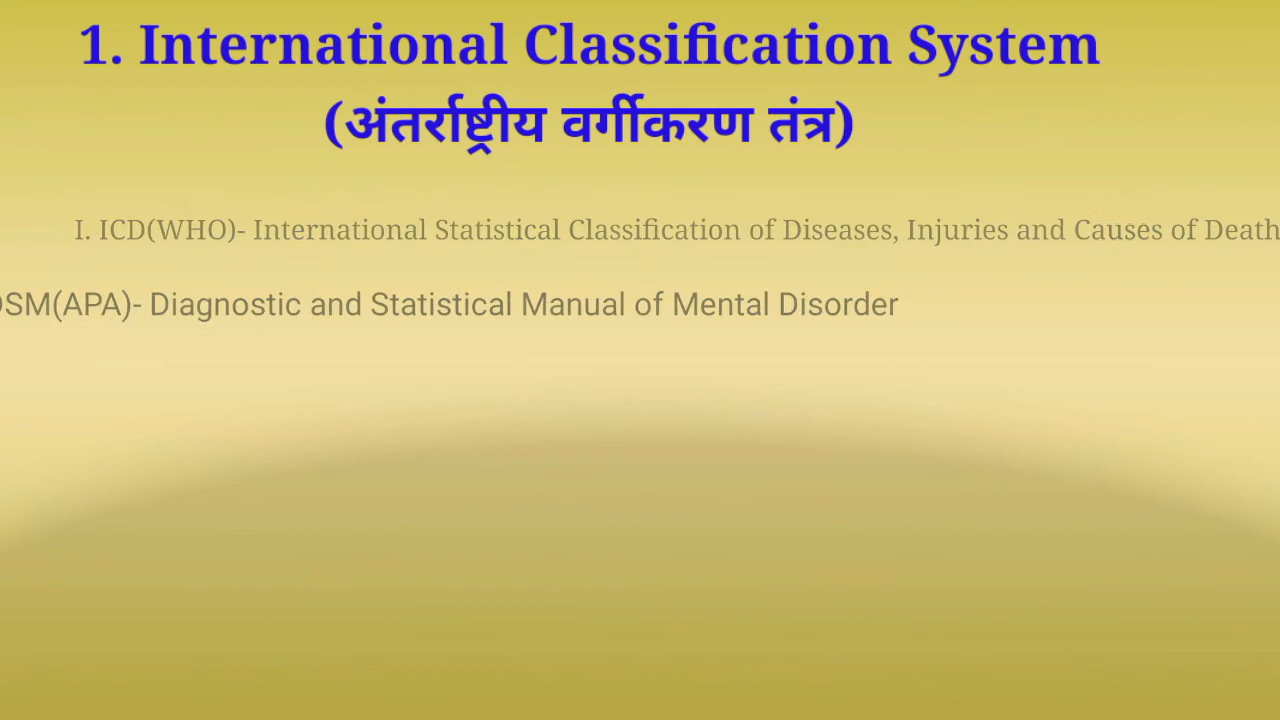 1. International Classification System
(अंतर्राष्ट्रीय वर्गीकरण तंत्र)
I. ICD(WHO)- International Statistical Classification of Diseases, Injuries and Causes of Death
DSM(APA)- Diagnostic and Statistical Manual of Mental Disorder